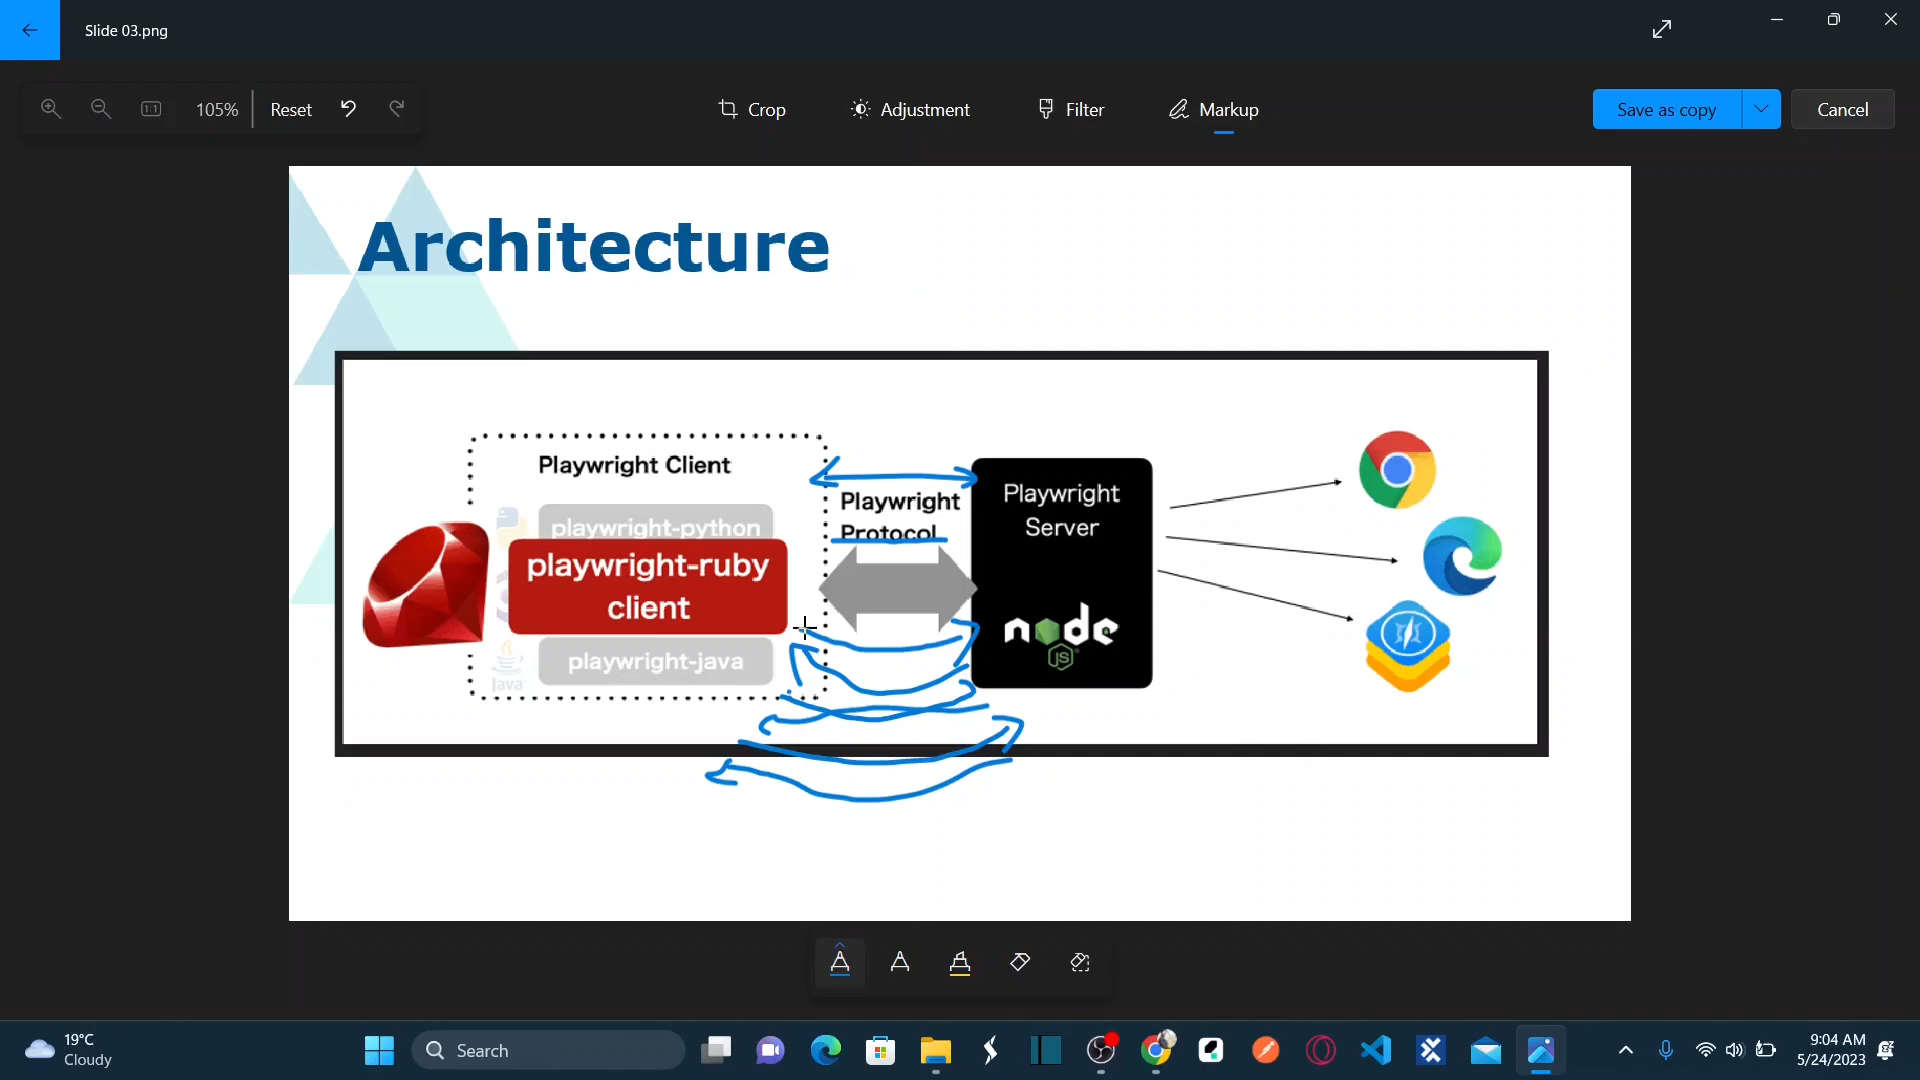 Slide 03.png
105%
Reset
Crop
Adjustment
Filter
Markup
Save as copy
Cancel
Architecture
Playwright Client
playwright-python
playwright-ruby
client
playwright-java
Java
Playwright
Protocol
Playwright
Server
node
JS
19°C
Cloudy
Search
9:04 AM
5/24/2023